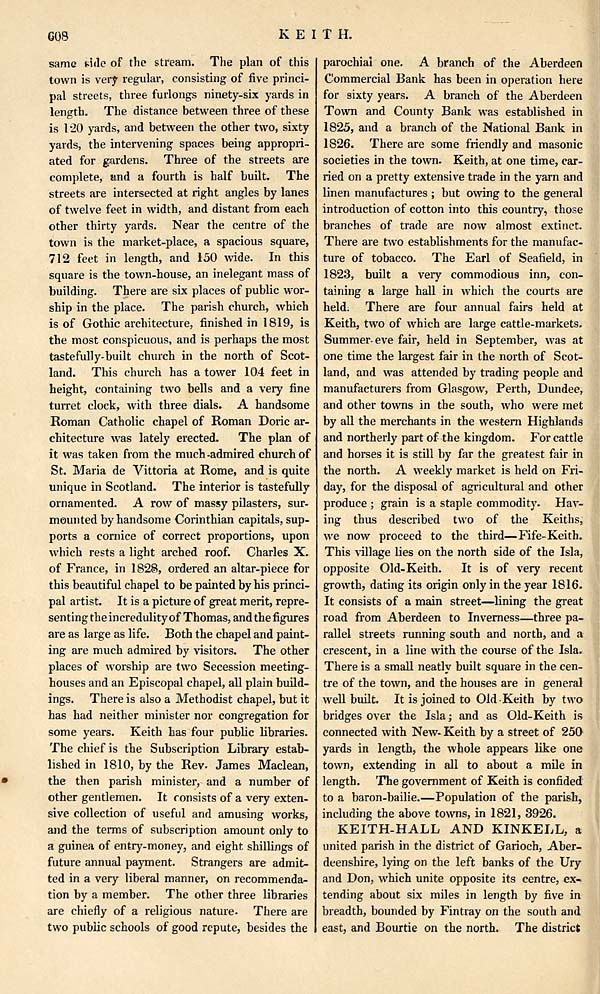 608
KEITH.
same side of the stream. The plan of this
town is very regular, consisting of five princi-
pal streets, three furlongs ninety-six yards in
length. The distance between three of these
is 120 yards, and between the other two, sixty
yards, the intervening spaces being appropri-
ated for gardens. Three of the streets are
complete, and a fourth is half built. The
streets are intersected at right angles by lanes
of twelve feet in width, and distant from each
other thirty yards. Near the centre of the
town is the market-place, a spacious square,
712 feet in length, and 150 wide. In this
square is the town-house, an inelegant mass of
building. There are six places of public wor-
ship in the place. The parish church, which
is of Gothic architecture, finished in 1819, is
the most conspicuous, and is perhaps the most
tastefully-built church in the north of Scot-
land. This church has a tower 104 feet in
height, containing two bells and a very fine
turret clock, with three dials. A handsome
Roman Catholic chapel of Roman Doric ar-
chitecture was lately erected. The plan of
it was taken from the much-admired church of
St. Maria de Vittoria at Rome, and is quite
unique in Scotland. The interior is tastefully
ornamented. A row of massy pilasters, sur-
mounted by handsome Corinthian capitals, sup-
ports a cornice of correct proportions, upon
which rests a light arched roof. Charles X.
of France, in 1828, ordered an altar-piece for
this beautiful chapel to be painted by his princi-
pal artist. It is a picture of great merit, repre-
senting the incredulity of Thomas, and the figures
are as large as life. Both the chapel and paint-
ing are much admired by visitors. The other
places of worship are two Secession meeting-
houses and an Episcopal chapel, all plain build-
ings. There is also a Methodist chapel, but it
has had neither minister nor congregation for
some years. Keith has four public libraries.
The chief is the Subscription Library estab-
lished in 1810, by the Rev. James Maclean,
the then parish minister, and a number of
other gentlemen. It consists of a very exten-
sive collection of useful and amusing works,
and the terms of subscription amount only to
a guinea of entry-money, and eight shillings of
future annual payment. Strangers are admit-
ted in a very liberal manner, on recommenda-
tion by a member. The other three libraries
are chiefly of a religious nature. There are
two public schools of good repute, besides the
parochial one. A branch of the Aberdeen
Commercial Bank has been in operation here
for sixty years. A branch of the Aberdeen
Town and County Bank was established in
1825, and a branch of the National Bank in
1826. There are some friendly and masonic
societies in the town. Keith, at one time, car-
ried on a pretty extensive trade in the yarn and
linen manufactures; but owing to the general
introduction of cotton into this country, those
branches of trade are now almost extinct.
There are two establishments for the manufac-
ture of tobacco. The Earl of Seafield, in
1823, built a very commodious inn, con-
taining a large hall in which the courts are
held. There are four annual fairs held at
Keith, two of which are large cattle-markets.
Summer-eve fair, held in September, was at
one time the largest fair in the north of Scot-
land, and was attended by trading people and
manufacturers from Glasgow, Perth, Dundee,
and other towns in the south, who were met
by all the merchants in the western Highlands
and northerly part of the kingdom. For cattle
and horses it is still by far the greatest fair in
the north. A weekly market is held on Fri-
day, for the disposal of agricultural and other
produce; grain is a staple commodity. Hav-
ing thus described two of the Keiths,
we now proceed to the third—Fife-Keith.
This village lies on the north side of the Isla,
opposite Old-Keith. It is of very recent
growth, dating its origin only in the year 1816.
It consists of a main street—lining the great
road from Aberdeen to Inverness—three pa-
rallel streets running south and north, and a
crescent, in a line with the course of the Isla.
There is a small neatly built square in the cen-
tre of the town, and the houses are in general
well built. It is joined to Old-Keith by two
bridges over the Isla; and as Old-Keith is
connected with New-Keith by a street of 250
yards in length, the whole appears like one
town, extending in all to about a mile in
length. The government of Keith is confided
to a baron-bailie.—Population of the parish,
including the above towns, in 1821, 3926.
KEITH-HALL AND KINKELL, a
united parish in the district of Garioch, Aber-
deenshire, lying on the left banks of the Ury
and Don, which unite opposite its centre, ex-
tending about six miles in length by five in
breadth, bounded by Fintray on the south and
east, and Bourtie on the north. The district